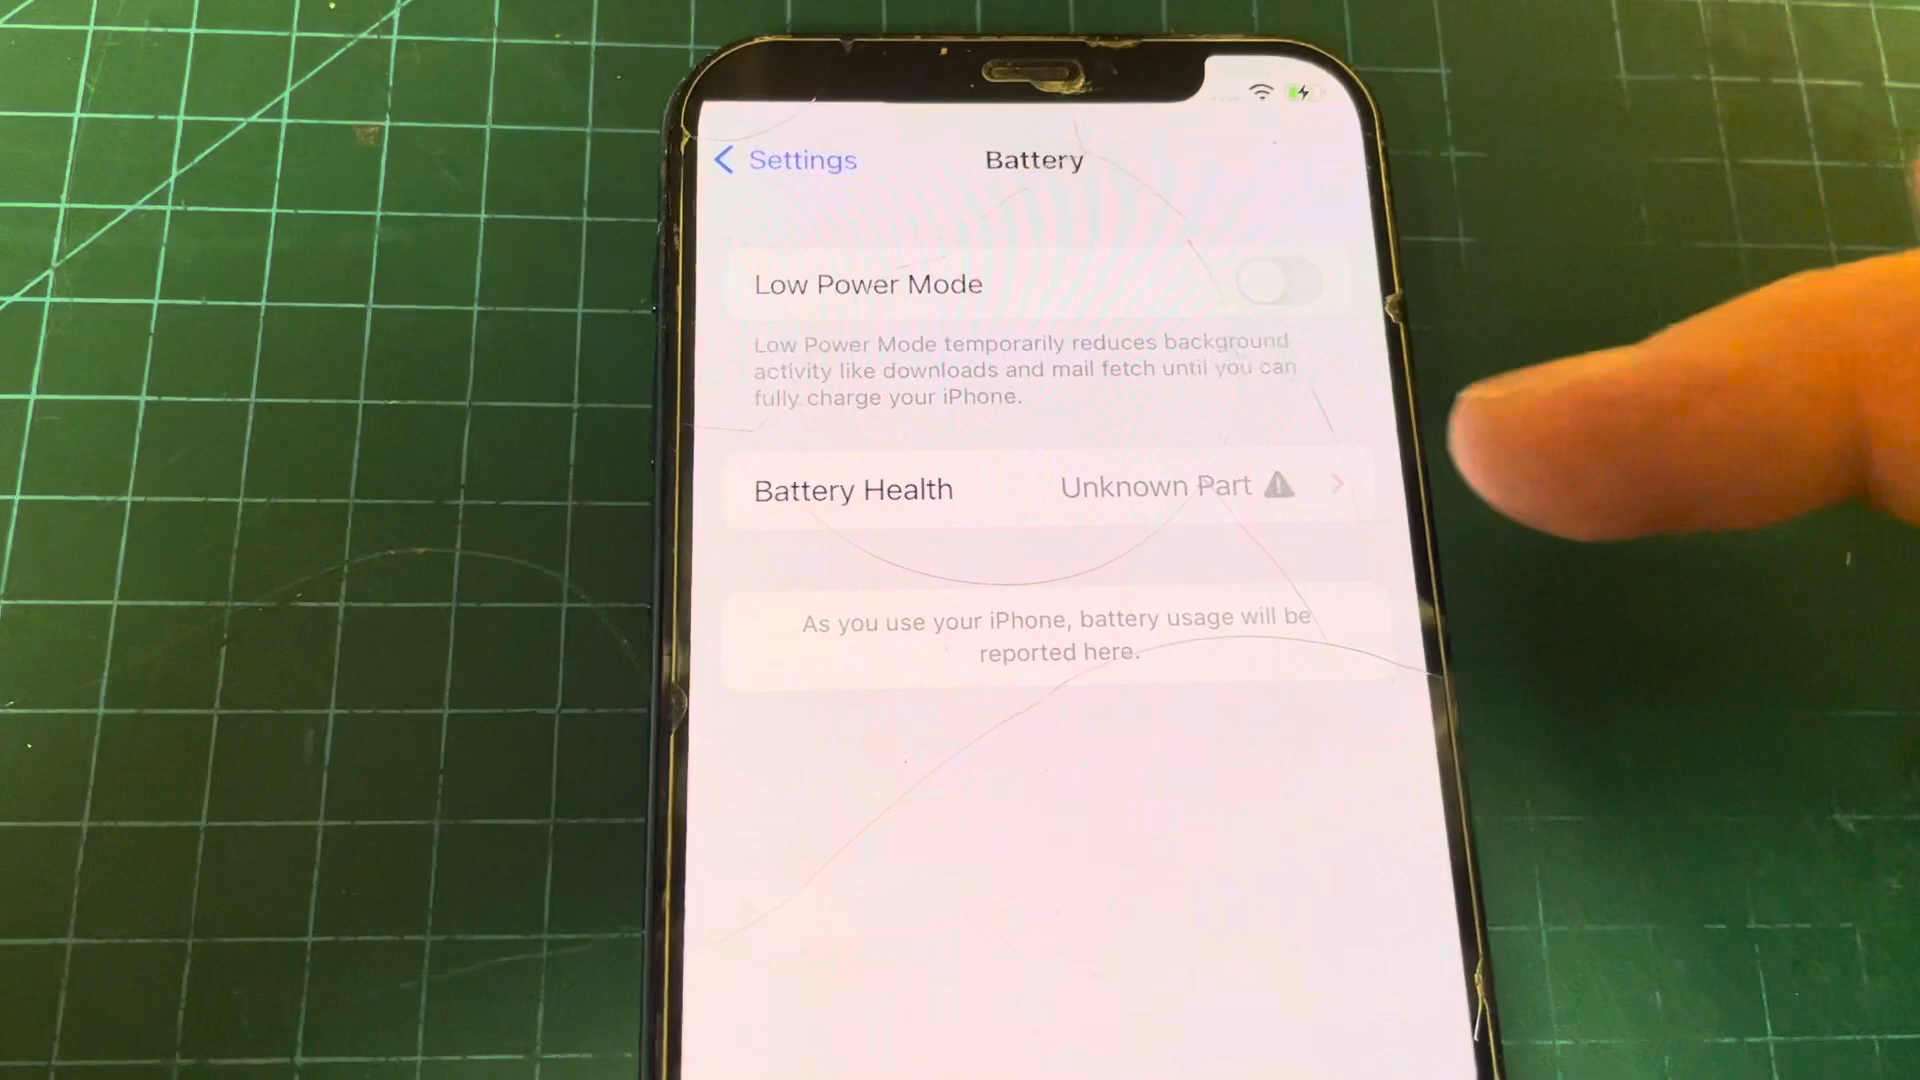 Settings
Battery
Low Power Mode
Low Power Mode temporarily reduces background
activity like downloads and mail fetch until you can
fully charge your iPhone.
Battery Health
Unknown Part
As you use your iPhone, battery usage will be
reported here.